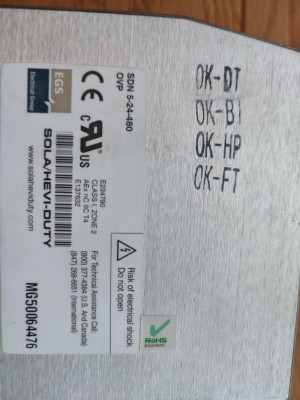 EGS
Electrical Group
SDN 5-24-480
OVP
CE
c UR US
E234790
CLASS I, ZONE 2
AEx nC IIC T4
E137632
SOLA/HEVI-DUTY
www.solaheviduty.com
For Technical Assistance Call:
(800) 377-4384 (U.S. And Canada)
(847) 268-6651 (International)
MG50064476
Risk of electrical shock
Do not open
RoHS
OK-DT
OK-BI
OK-HP
OK-FT